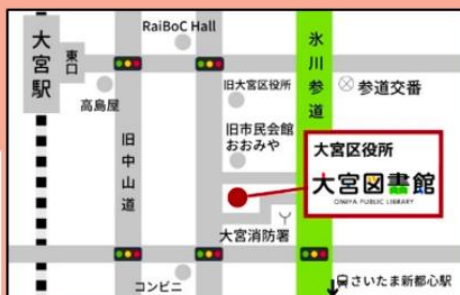 RaiBoC Hall
大宮駅
東口
高島屋
旧中山道
旧大宮区役所
旧市民会館
おおみや
氷川参道
参道交番
大宮区役所
大宮図書館
OMIYA PUBLIC LIBRARY
大宮消防署
コンビニ
さいたま新都心駅